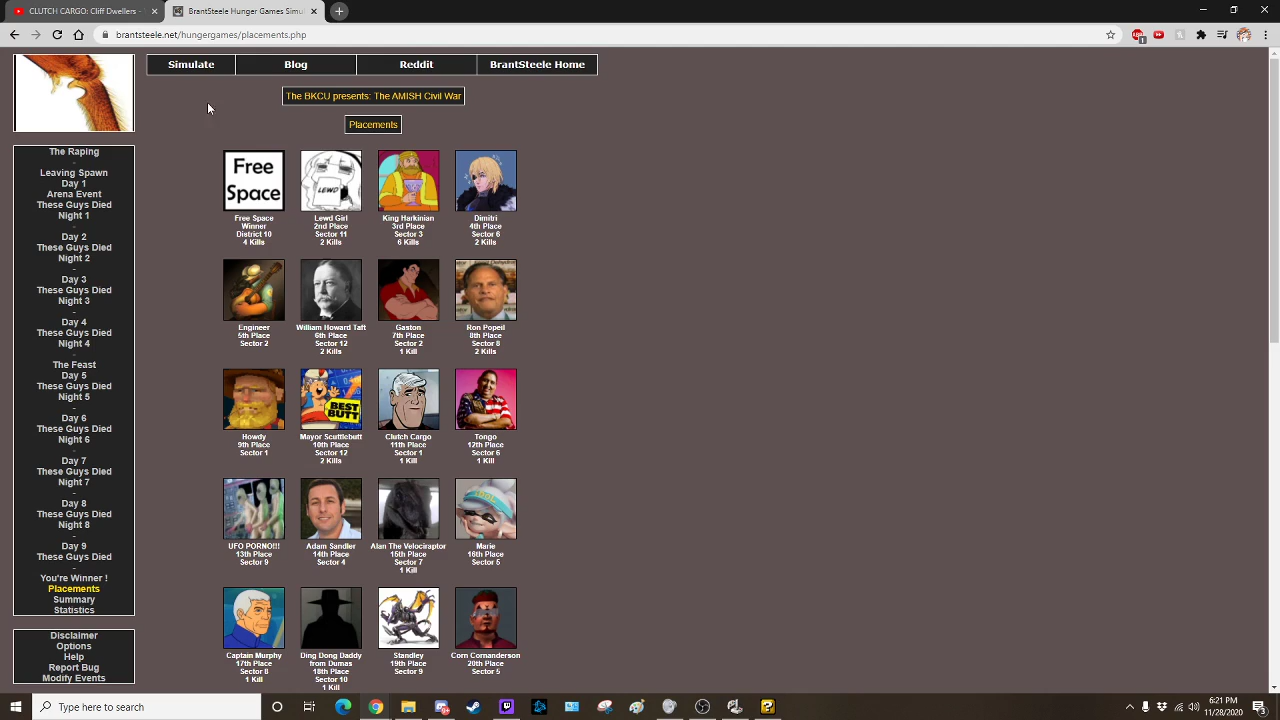 CLUTCH CARGO: Cliff Dwellers -
BrantSteele Hunger Games Simu
brantsteele.net/hungergames/placements.php
1
Simulate
Blog
Reddit
BrantSteele Home
The BKCU presents: The AMISH Civil War
Placements
The Raping
-
Leaving Spawn
Day 1
Arena Event
These Guys Died
Night 1
-
Day 2
These Guys Died
Night 2
-
Day 3
These Guys Died
Night 3
-
Day 4
These Guys Died
Night 4
-
The Feast
Day 5
These Guys Died
Night 5
-
Day 6
These Guys Died
Night 6
-
Day 7
These Guys Died
Night 7
-
Day 8
These Guys Died
Night 8
-
Day 9
These Guys Died
-
You're Winner !
Placements
Summary
Statistics
Disclaimer
Options
Help
Report Bug
Modify Events
Free
Space
LEWD
Free Space
Winner
District 10
4 Kills
Lewd Girl
2nd Place
Sector 11
2 Kills
King Harkinian
3rd Place
Sector 3
6 Kills
Dimitri
4th Place
Sector 6
2 Kills
Engineer
5th Place
Sector 2
William Howard Taft
6th Place
Sector 12
2 Kills
Gaston
7th Place
Sector 2
1 Kill
Ron Popeil
8th Place
Sector 8
2 Kills
BEST
BUTT
Howdy
9th Place
Sector 1
Mayor Scuttlebutt
10th Place
Sector 12
2 Kills
Clutch Cargo
11th Place
Sector 1
1 Kill
Tongo
12th Place
Sector 6
1 Kill
UFO PORNO!!!
13th Place
Sector 9
Adam Sandler
14th Place
Sector 4
Alan The Velociraptor
15th Place
Sector 7
1 Kill
Marie
16th Place
Sector 5
Captain Murphy
17th Place
Sector 8
1 Kill
Ding Dong Daddy
from Dumas
18th Place
Sector 10
1 Kill
Standley
19th Place
Sector 9
Corn Cornanderson
20th Place
Sector 5
Type here to search
6:21 PM
11/28/2020